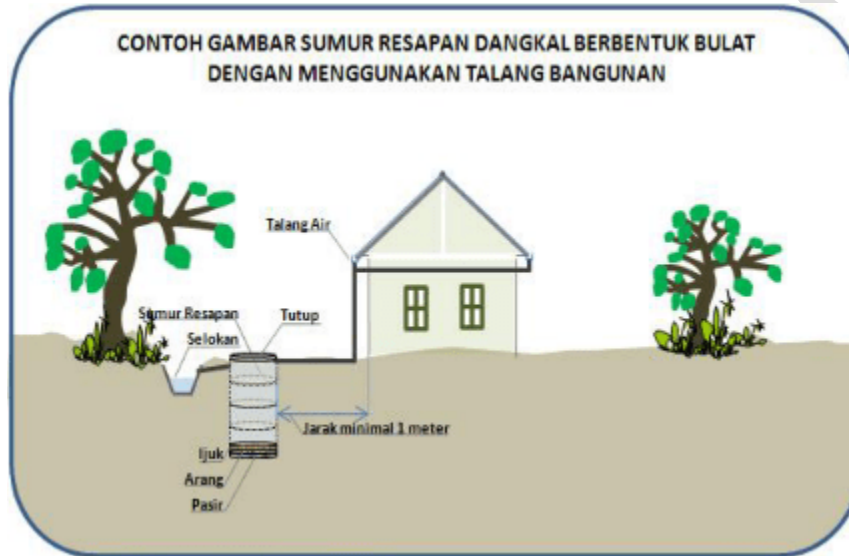 CONTOH GAMBAR SUMUR RESAPAN DANGKAL BERBENTUK BULAT
DENGAN MENGGUNAKAN TALANG BANGUNAN
Talang Air
Sumur Resapan
Tutup
Selokan
Jarak minimal 1 meter
Ijuk
Arang
Pasir